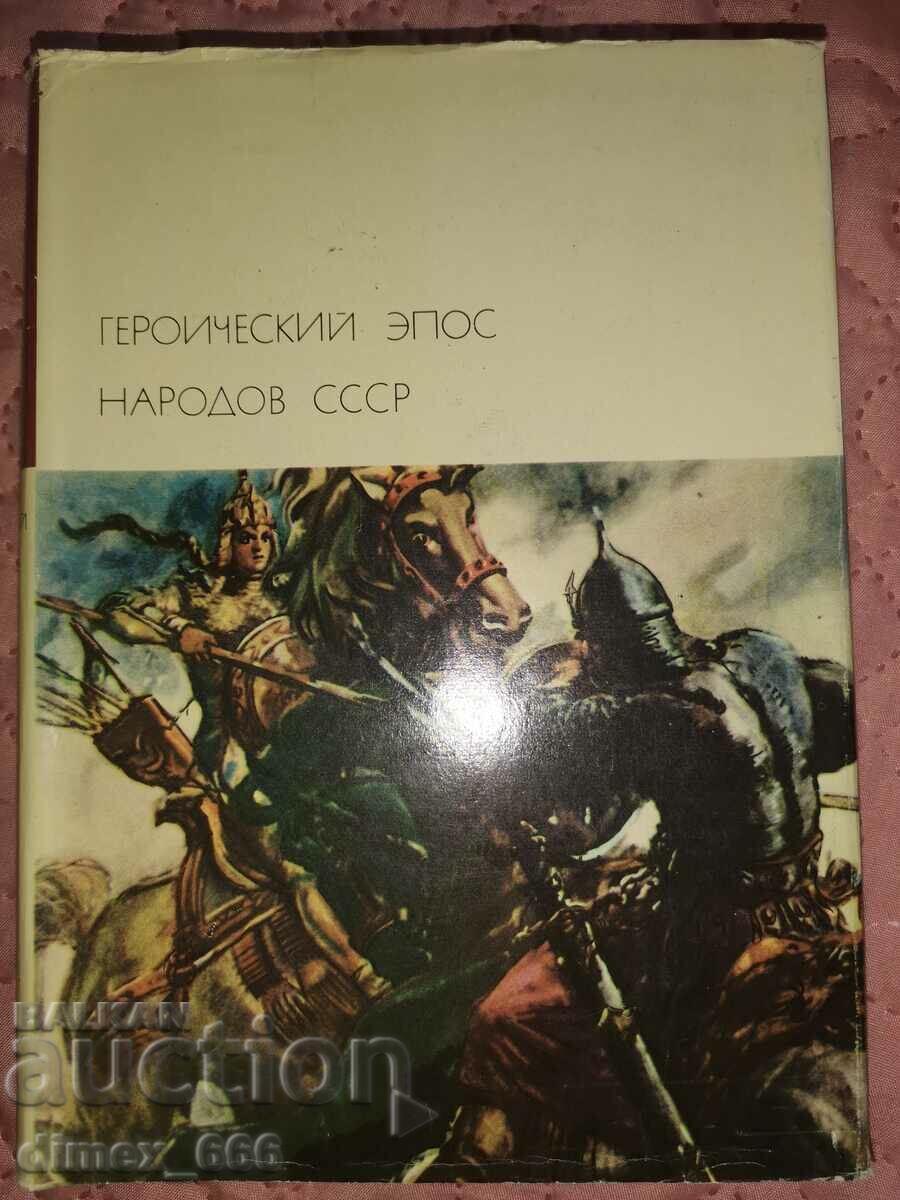 ГЕРОИЧЕСКИЙ ЭПОС
НАРОДОВ СССР
BALKAN
auction
dimex_666